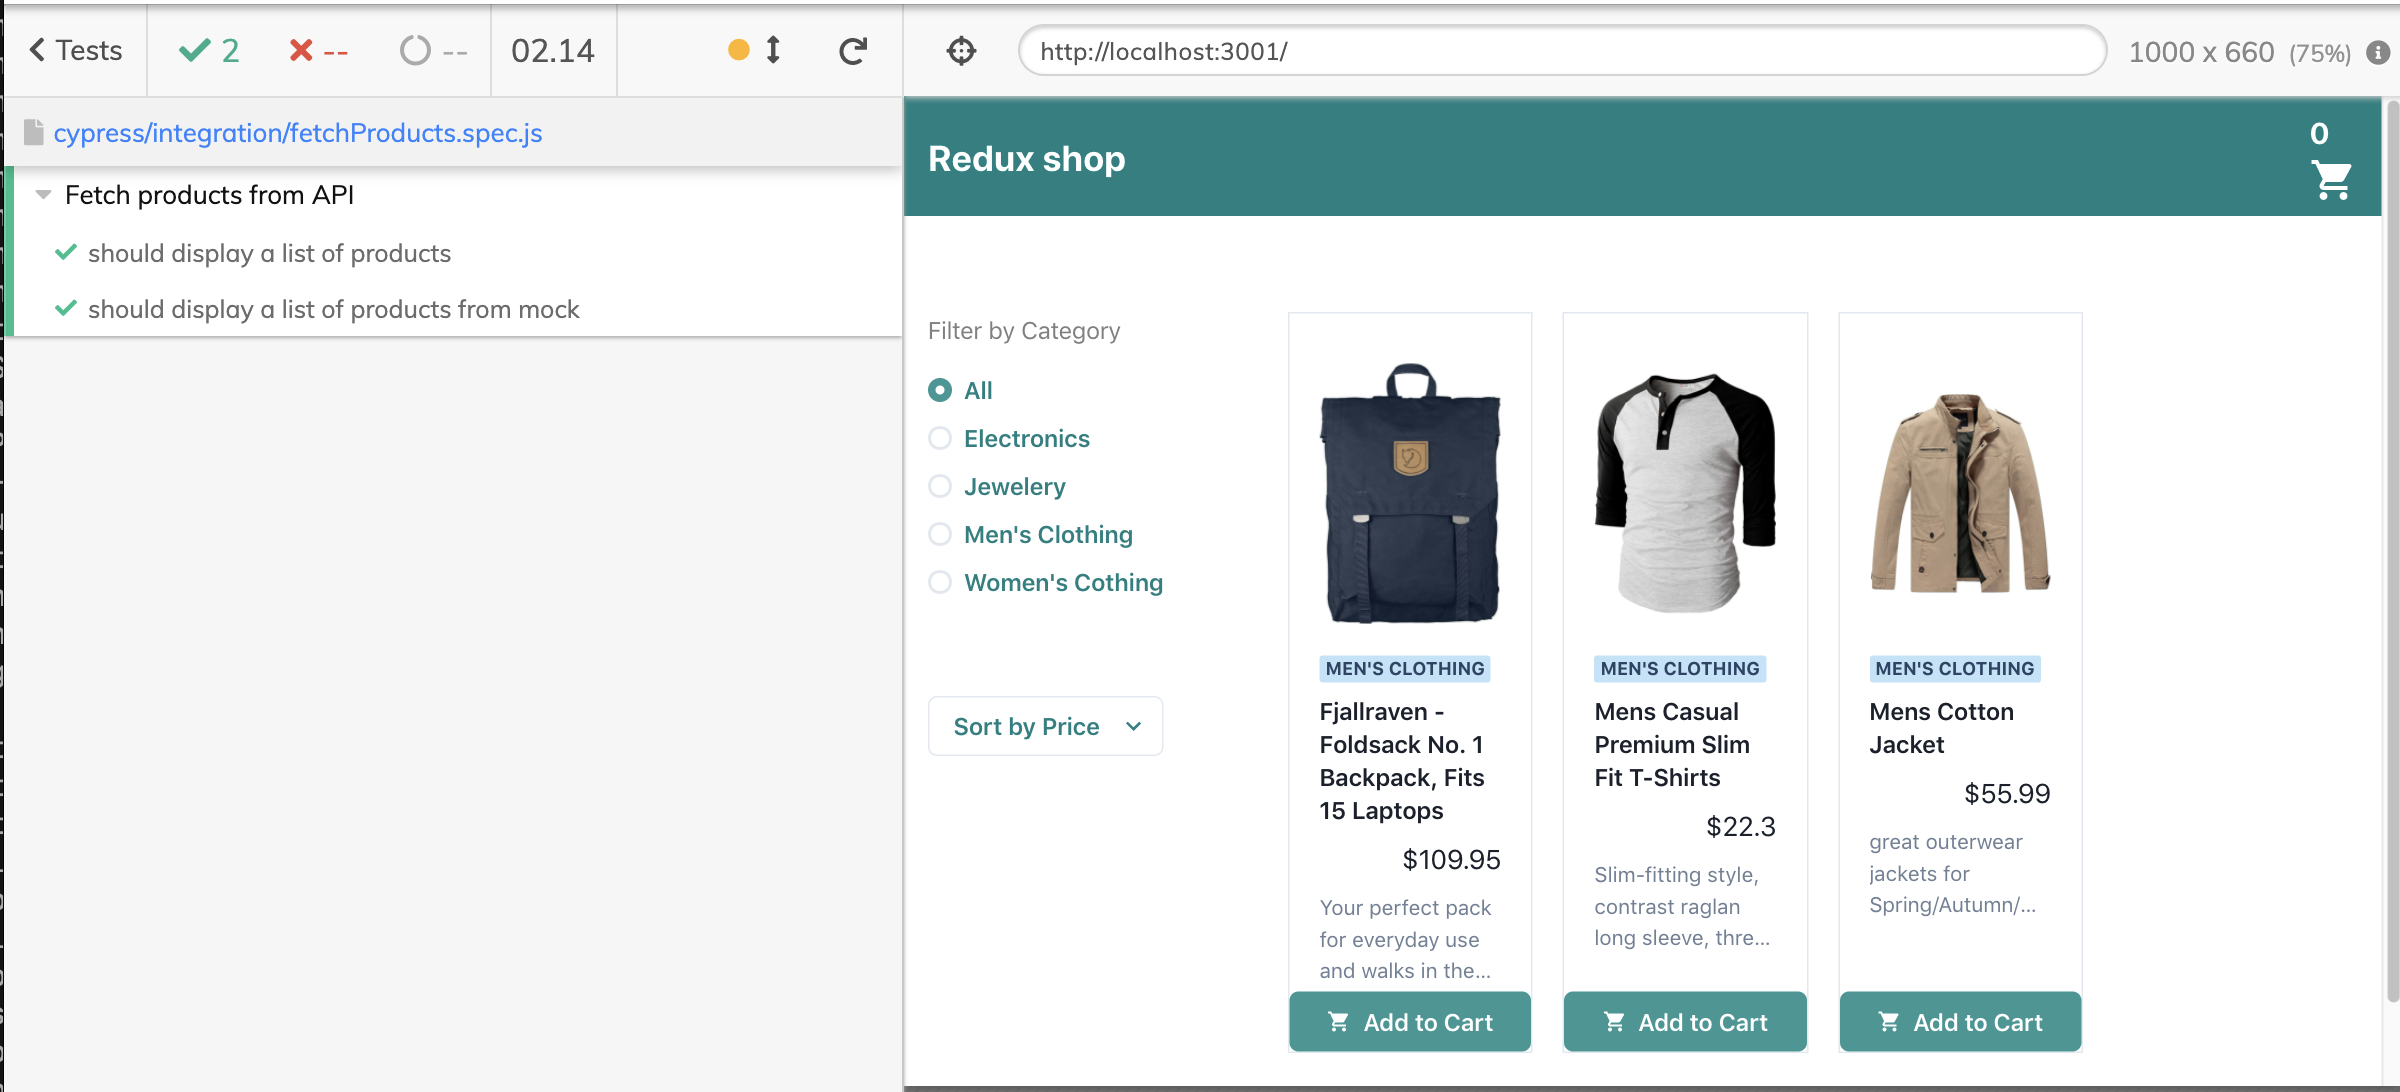 Tests
2
--
--
02.14
http://localhost:3001/
1000 x 660 (75%)
cypress/integration/fetchProducts.spec.js
Fetch products from API
should display a list of products
should display a list of products from mock
Redux shop
0
Filter by Category
All
Electronics
Jewelery
Men's Clothing
Women's Cothing
Sort by Price
MEN'S CLOTHING
Fjallraven -
Foldsack No. 1
Backpack, Fits
15 Laptops
$109.95
Your perfect pack
for everyday use
and walks in the...
Add to Cart
MEN'S CLOTHING
Mens Casual
Premium Slim
Fit T-Shirts
$22.3
Slim-fitting style,
contrast raglan
long sleeve, thre...
Add to Cart
MEN'S CLOTHING
Mens Cotton
Jacket
$55.99
great outerwear
jackets for
Spring/Autumn/...
Add to Cart